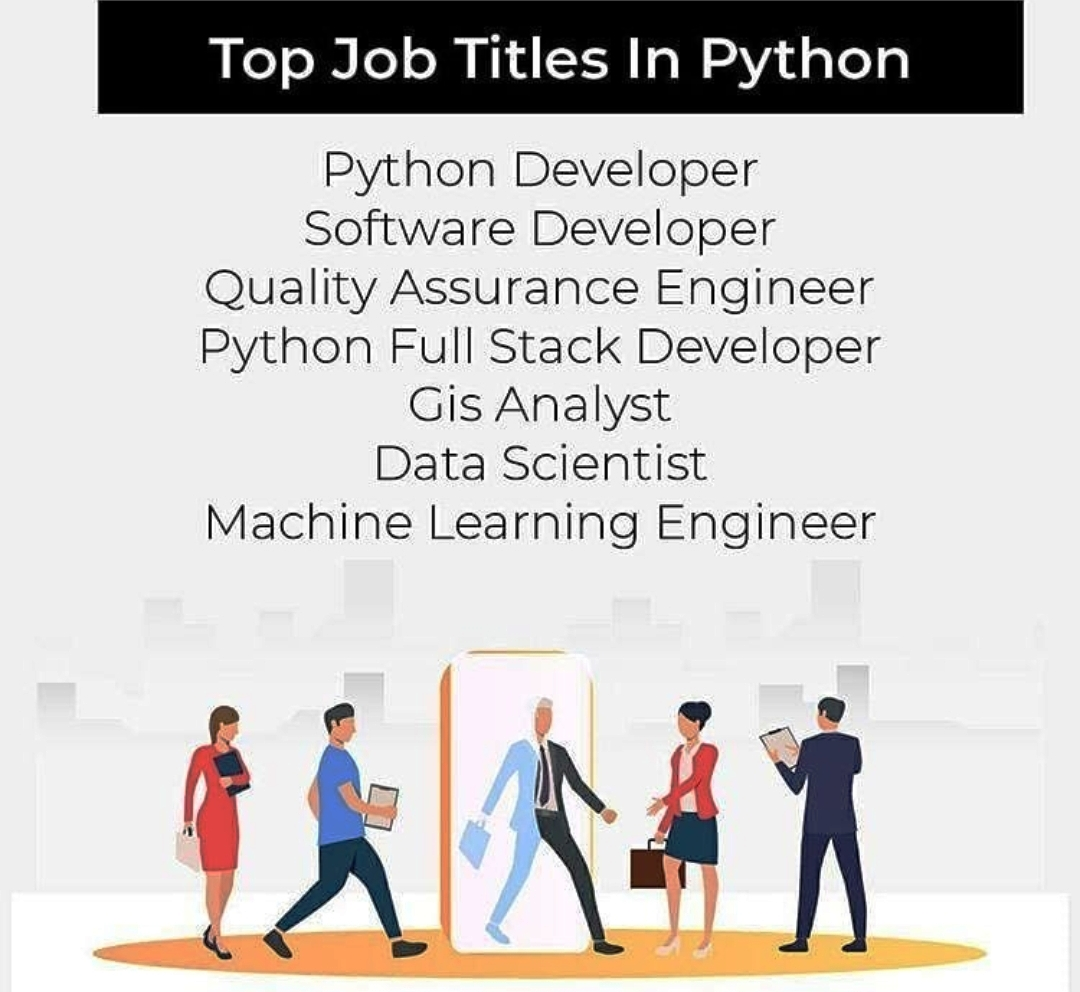 Top Job Titles In Python
Python Developer
Software Developer
Quality Assurance Engineer
Python Full Stack Developer
Gis Analyst
Data Scientist
Machine Learning Engineer